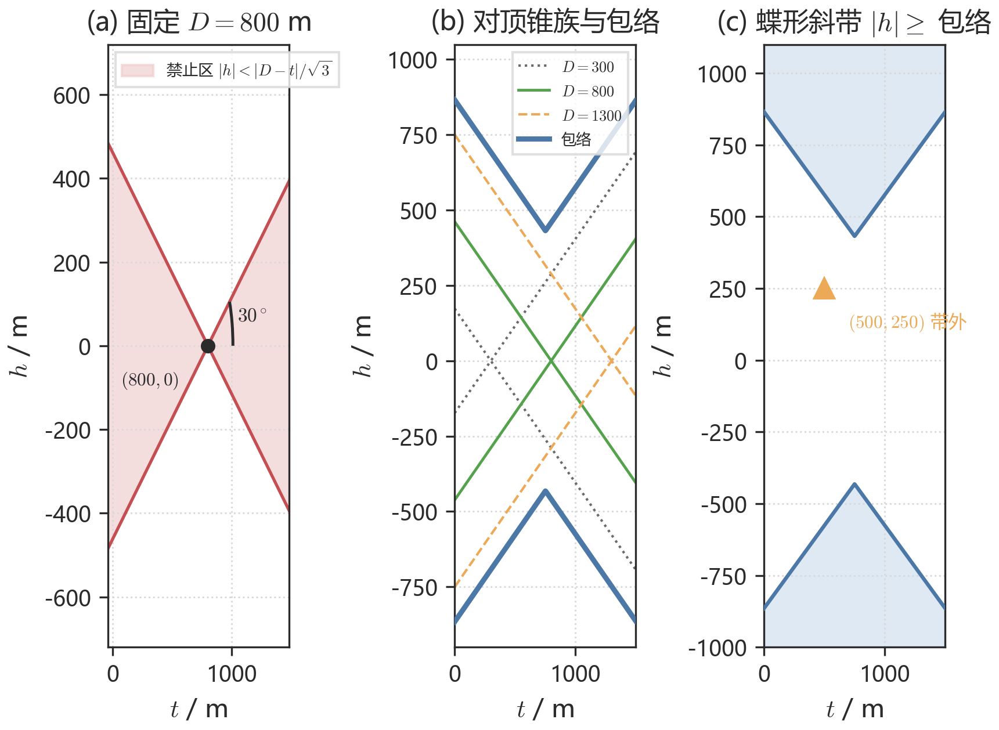 (a) 固定 D = 800 m
禁止区 |h| < |D − t|/√3
600
400
200
0
-200
-400
-600
30°
(800, 0)
h / m
0
1000
t / m
(b) 对顶锥族与包络
D = 300
D = 800
D = 1300
包络
1000
750
500
250
0
-250
-500
-750
h / m
0
1000
t / m
(c) 蝶形斜带 |h| ≥ 包络
1000
750
500
250
0
-250
-500
-750
-1000
(500, 250) 带外
h / m
0
1000
t / m